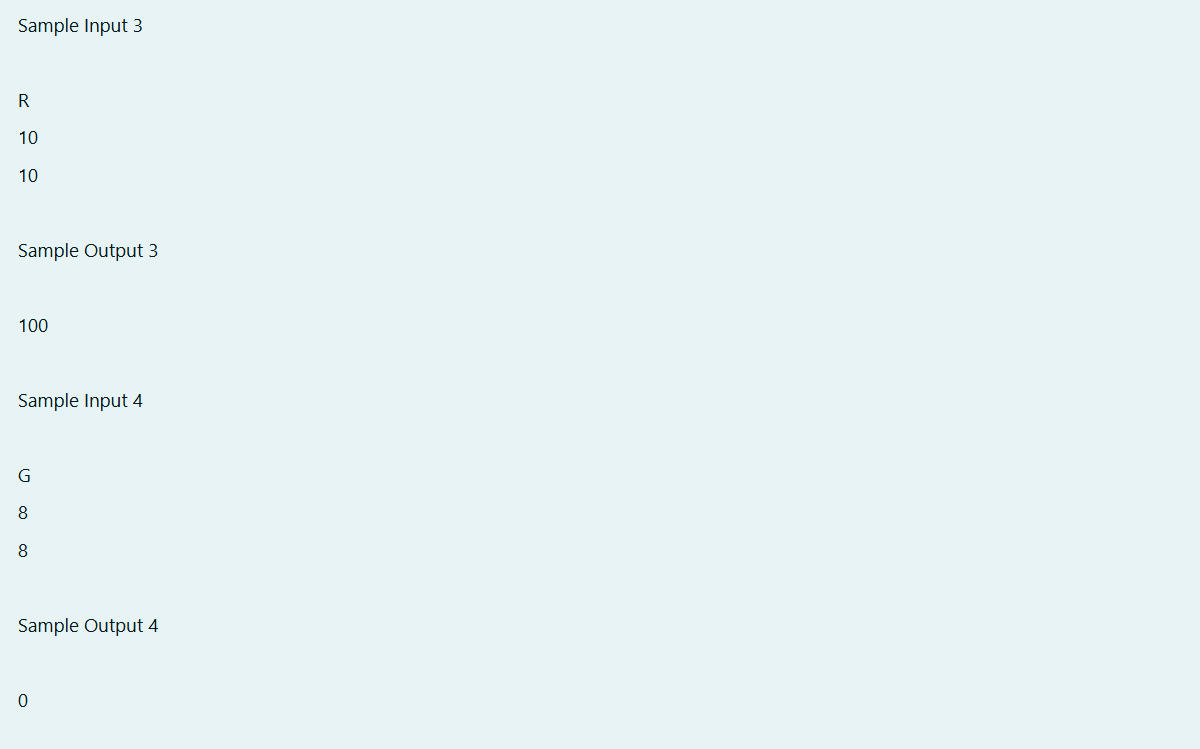 Sample Input 3
R
10
10
Sample Output 3
100
Sample Input 4
G
8
8
Sample Output 4
0